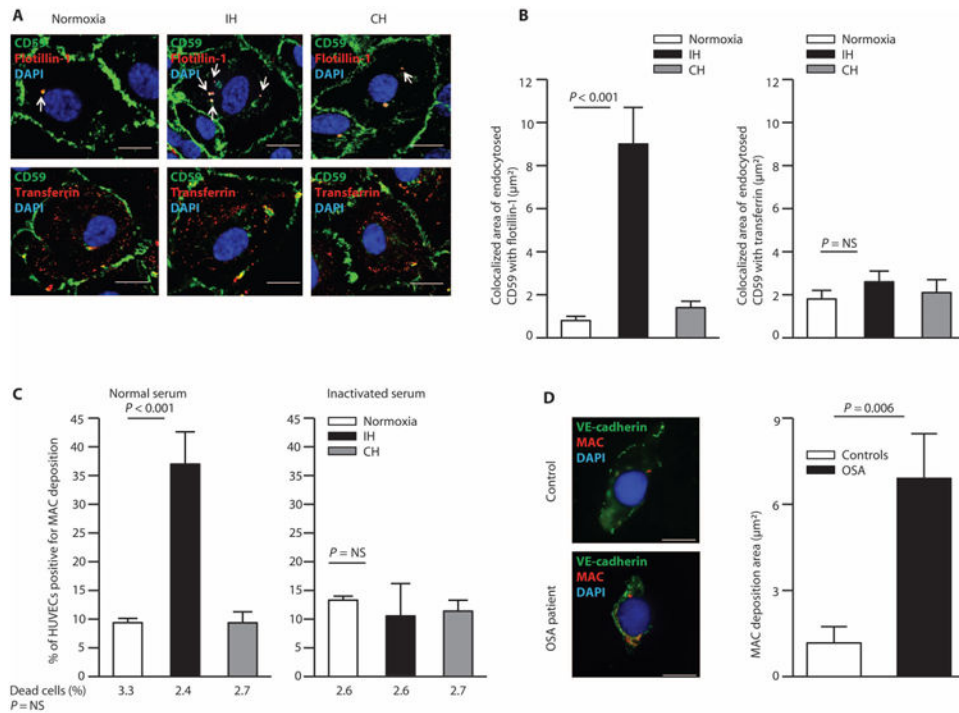 A
Normoxia
IH
CH
CD59
Flotillin-1
DAPI
CD59
Flotillin-1
DAPI
CD59
Flotillin-1
DAPI
CD59
Transferrin
DAPI
CD59
Transferrin
DAPI
CD59
Transferrin
DAPI
B
Normoxia
IH
CH
Colocalized area of endocytosed
CD59 with flotillin-1 (µm²)
12
10
8
6
4
2
0
P < 0.001
Normoxia
IH
CH
Colocalized area of endocytosed
CD59 with transferrin (µm²)
12
10
8
6
4
2
0
P = NS
C
Normal serum
P < 0.001
% of HUVECs positive for MAC deposition
45
40
35
30
25
20
15
10
5
0
Dead cells (%)
3.3
2.4
2.7
P = NS
Inactivated serum
Normoxia
IH
CH
45
40
35
30
25
20
15
10
5
0
P = NS
2.6
2.6
2.7
D
Control
VE-cadherin
MAC
DAPI
OSA patient
VE-cadherin
MAC
DAPI
MAC deposition area (µm²)
9
6
3
0
P = 0.006
Controls
OSA